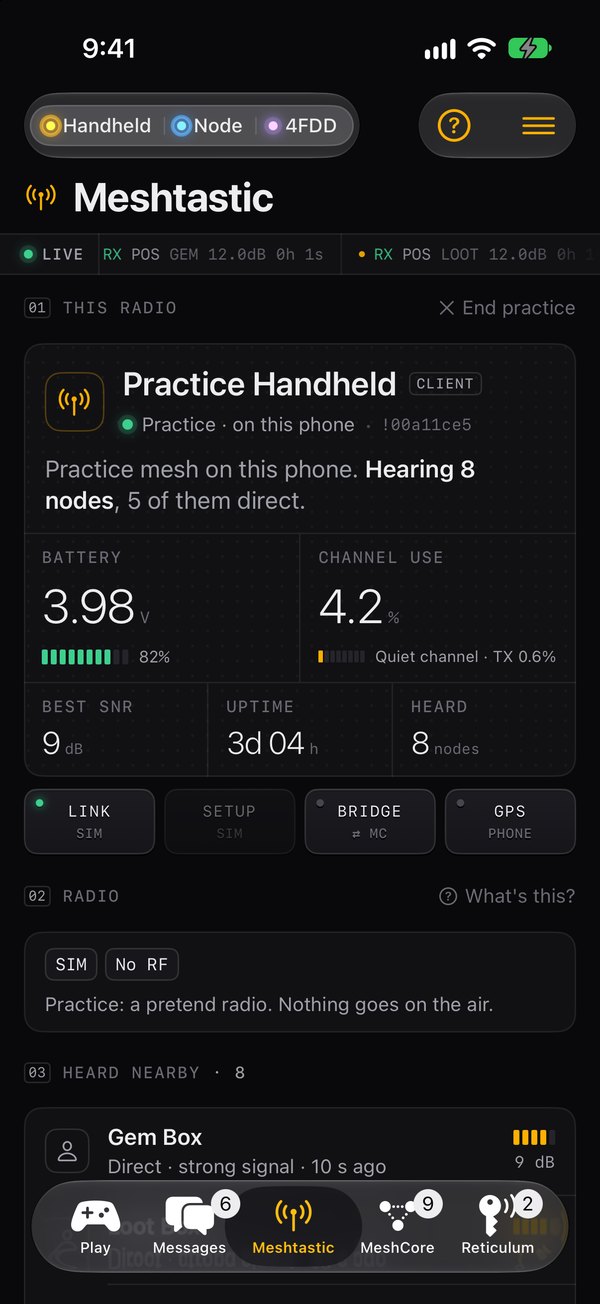 9:41
Handheld
Node
4FDD
?
Meshtastic
LIVE
RX POS GEM 12.0dB 0h 1s
RX POS LOOT 12.0dB 0h 1
01 THIS RADIO
End practice
Practice Handheld
CLIENT
Practice · on this phone · !00a11ce5
Practice mesh on this phone. Hearing 8
nodes, 5 of them direct.
BATTERY
3.98 V
82%
CHANNEL USE
4.2 %
Quiet channel · TX 0.6%
BEST SNR
9 dB
UPTIME
3d 04 h
HEARD
8 nodes
LINK
SIM
SETUP
SIM
BRIDGE
⇄ MC
GPS
PHONE
02 RADIO
? What's this?
SIM
No RF
Practice: a pretend radio. Nothing goes on the air.
03 HEARD NEARBY · 8
Gem Box
Direct · strong signal · 10 s ago
9 dB
Loot Box
Play
6
Messages
Meshtastic
9
MeshCore
2
Reticulum